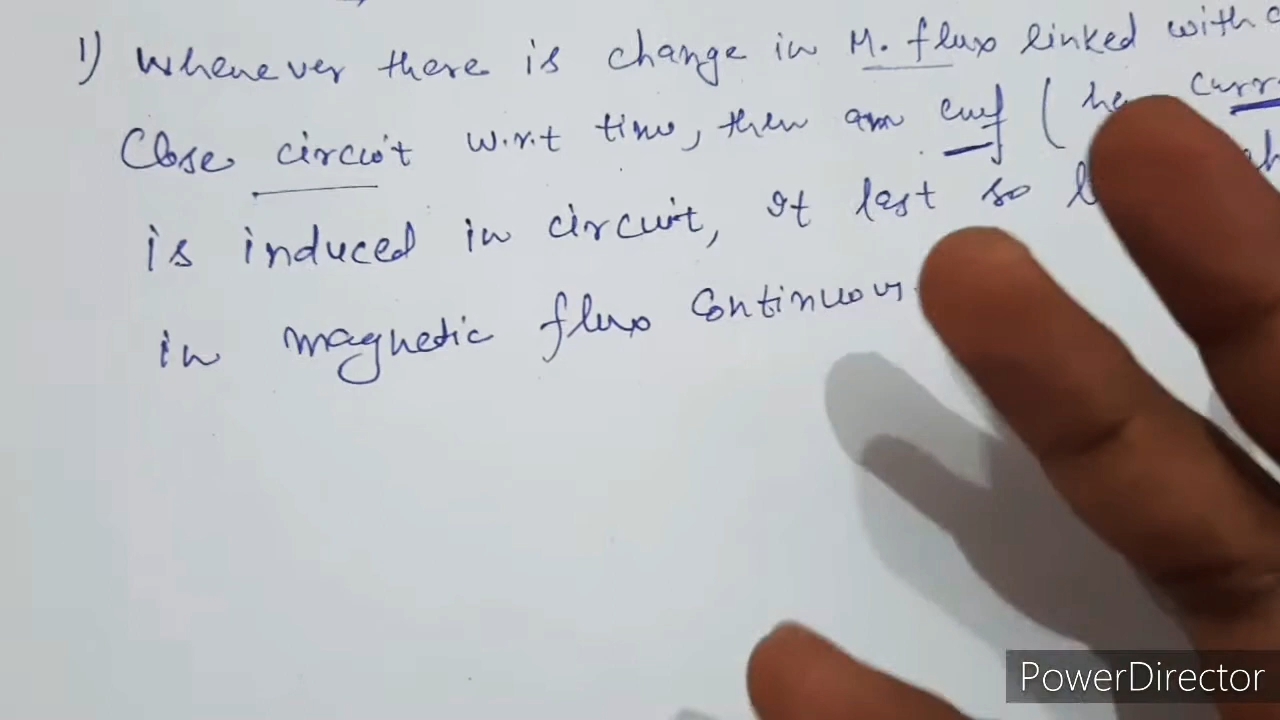 1) Whenever there is change in M. flux linked with
Close circuit w.r.t time, then an emf (
is induced in circuit, It last so
in magnetic flux continuous
PowerDirector